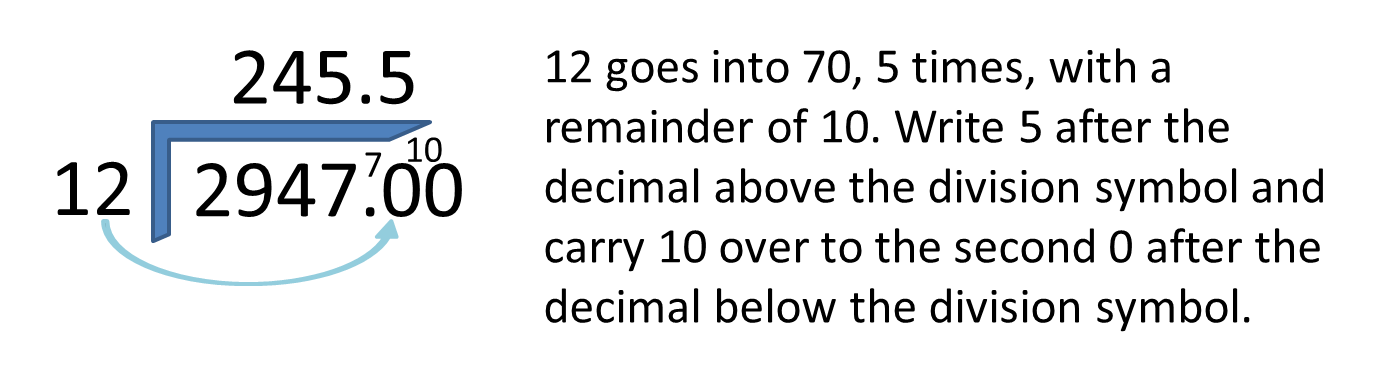 245.5
12 2947.⁷0¹⁰0
12 goes into 70, 5 times, with a
remainder of 10. Write 5 after the
decimal above the division symbol and
carry 10 over to the second 0 after the
decimal below the division symbol.